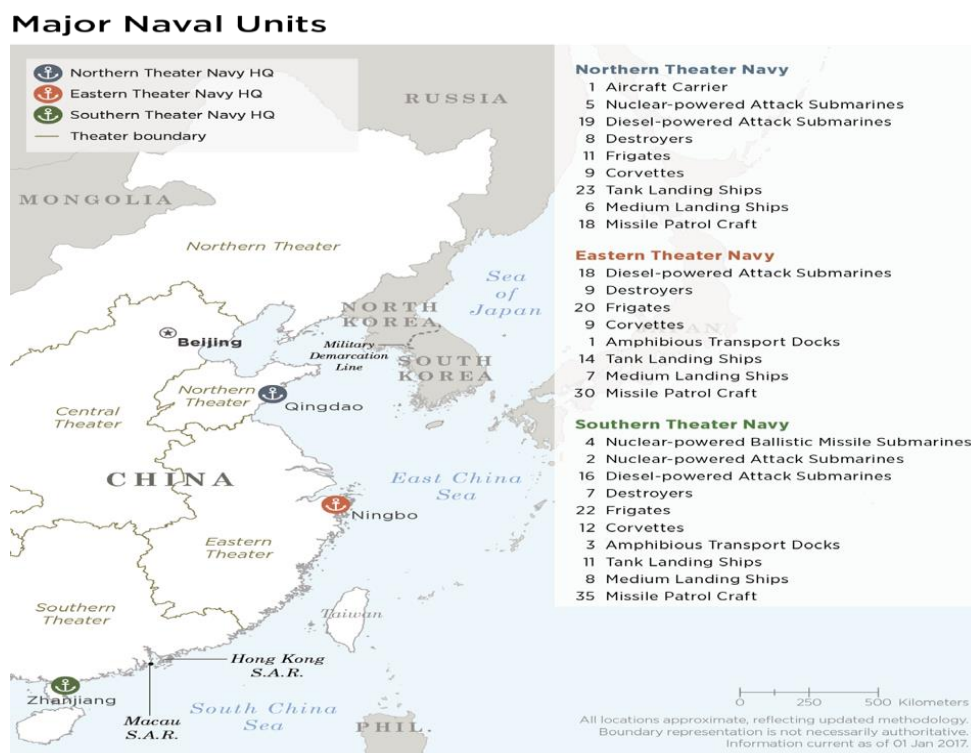 Major Naval Units
Northern Theater Navy HQ
Eastern Theater Navy HQ
Southern Theater Navy HQ
Theater boundary
RUSSIA
MONGOLIA
Northern Theater
Sea
of
Japan
NORTH
KOREA
Beijing
Military
Demarcation
Line
SOUTH
KOREA
Northern
Theater
Qingdao
Central
Theater
CHINA
East China
Sea
Ningbo
Eastern
Theater
Southern
Theater
Taiwan
Hong Kong
S.A.R.
Zhanjiang
Macau
S.A.R.
South China
Sea
PHIL.
JAPAN
Northern Theater Navy
1 Aircraft Carrier
5 Nuclear-powered Attack Submarines
19 Diesel-powered Attack Submarines
8 Destroyers
11 Frigates
9 Corvettes
23 Tank Landing Ships
6 Medium Landing Ships
18 Missile Patrol Craft
Eastern Theater Navy
18 Diesel-powered Attack Submarines
9 Destroyers
20 Frigates
9 Corvettes
1 Amphibious Transport Docks
14 Tank Landing Ships
7 Medium Landing Ships
30 Missile Patrol Craft
Southern Theater Navy
4 Nuclear-powered Ballistic Missile Submarines
2 Nuclear-powered Attack Submarines
16 Diesel-powered Attack Submarines
7 Destroyers
22 Frigates
12 Corvettes
3 Amphibious Transport Docks
11 Tank Landing Ships
8 Medium Landing Ships
35 Missile Patrol Craft
0 250 500 Kilometers
All locations approximate, reflecting updated methodology.
Boundary representation is not necessarily authoritative.
Information current as of 01 Jan 2017.